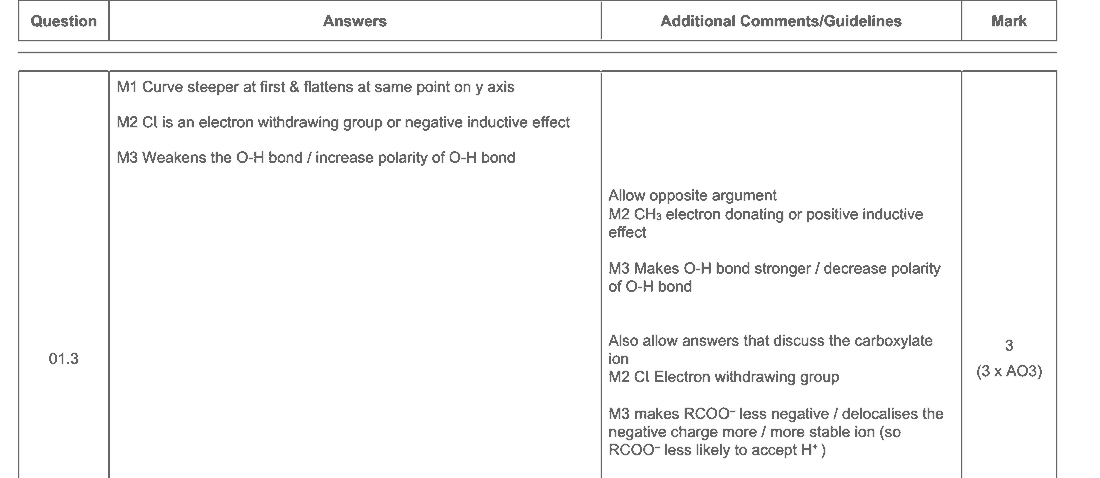 Question Answers Additional Comments/Guidelines Mark
M1 Curve steeper at first & flattens at same point on y axis
M2 Cl is an electron withdrawing group or negative inductive effect
M3 Weakens the O-H bond / increase polarity of O-H bond
Allow opposite argument
M2 CH₃ electron donating or positive inductive
effect
M3 Makes O-H bond stronger / decrease polarity
of O-H bond
Also allow answers that discuss the carboxylate
ion
M2 Cl Electron withdrawing group
M3 makes RCOO⁻ less negative / delocalises the
negative charge more / more stable ion (so
RCOO⁻ less likely to accept H⁺ )
01.3
3
(3 x AO3)